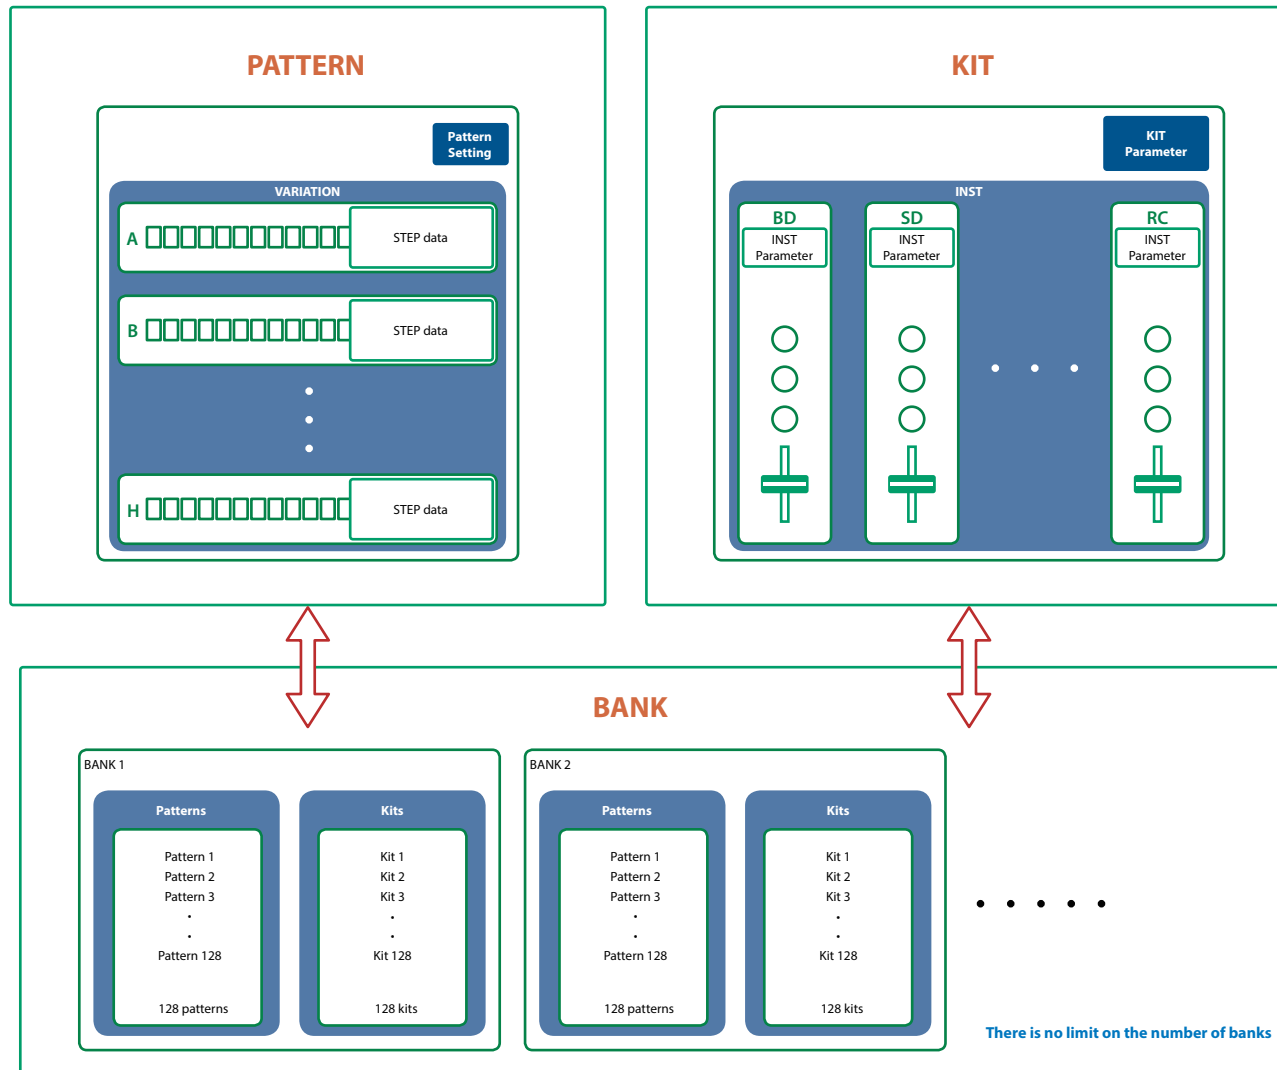 PATTERN
Pattern
Setting
VARIATION
A
STEP data
B
STEP data
H
STEP data
KIT
KIT
Parameter
INST
BD
INST
Parameter
SD
INST
Parameter
RC
INST
Parameter
BANK
BANK 1
Patterns
Pattern 1
Pattern 2
Pattern 3
Pattern 128
128 patterns
Kits
Kit 1
Kit 2
Kit 3
Kit 128
128 kits
BANK 2
Patterns
Pattern 1
Pattern 2
Pattern 3
Pattern 128
128 patterns
Kits
Kit 1
Kit 2
Kit 3
Kit 128
128 kits
There is no limit on the number of banks